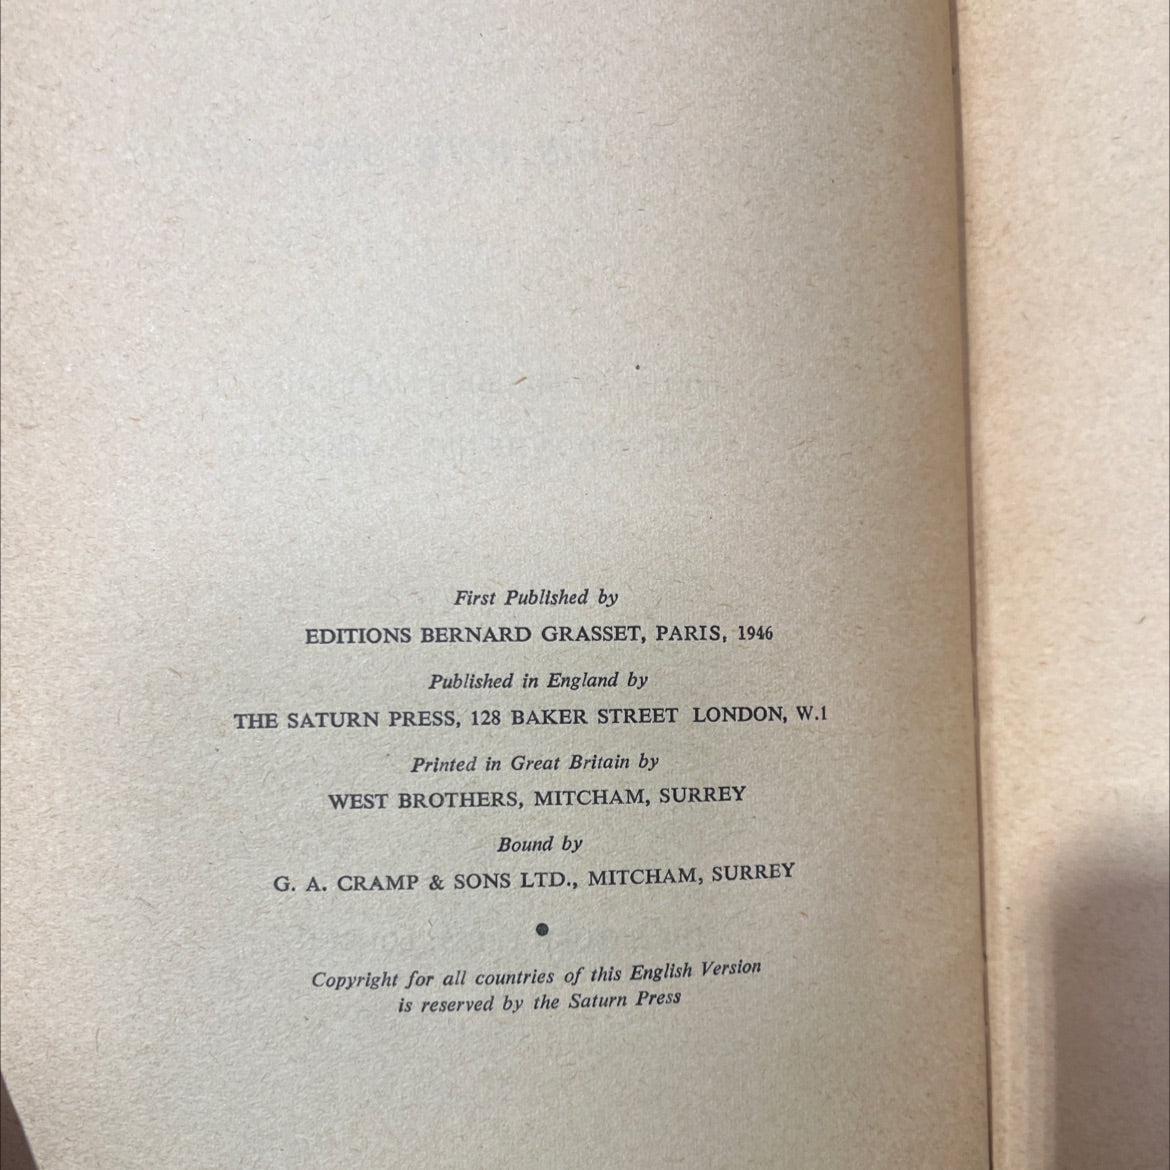 First Published by
EDITIONS BERNARD GRASSET, PARIS, 1946
Published in England by
THE SATURN PRESS, 128 BAKER STREET LONDON, W.1
Printed in Great Britain by
WEST BROTHERS, MITCHAM, SURREY
Bound by
G. A. CRAMP & SONS LTD., MITCHAM, SURREY
●
Copyright for all countries of this English Version
is reserved by the Saturn Press